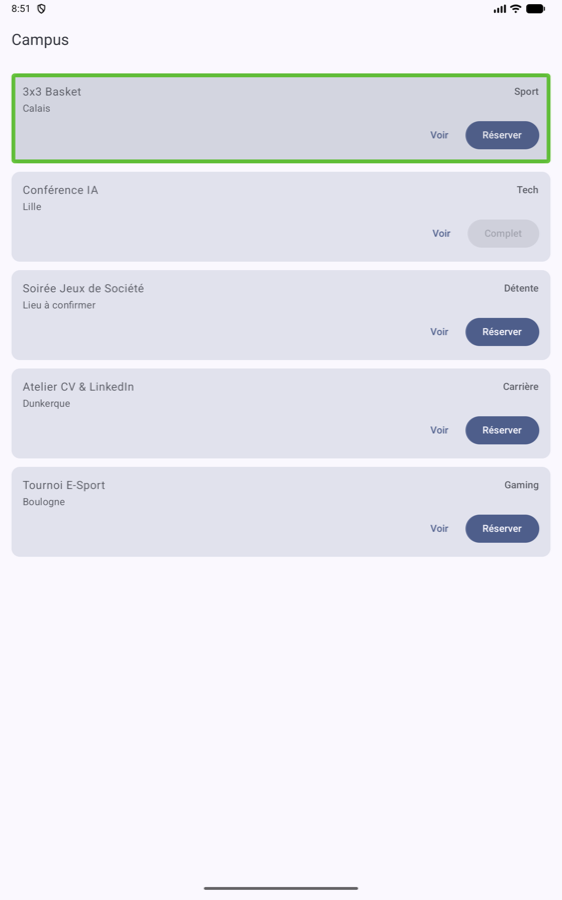 8:51
Campus
3x3 Basket
Sport
Calais
Voir
Réserver
Conférence IA
Tech
Lille
Voir
Complet
Soirée Jeux de Société
Détente
Lieu à confirmer
Voir
Réserver
Atelier CV & LinkedIn
Carrière
Dunkerque
Voir
Réserver
Tournoi E-Sport
Gaming
Boulogne
Voir
Réserver